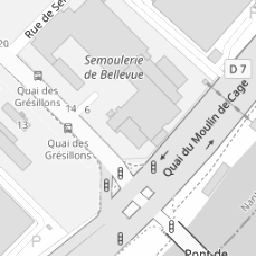 20
Rue de Se
Semoulerie
de Bellevue
D 7
Quai des
Grésillons
14
6
13
Quai des
Grésillons
Quai du Moulin de Cage
P
P
Pont de
Nan